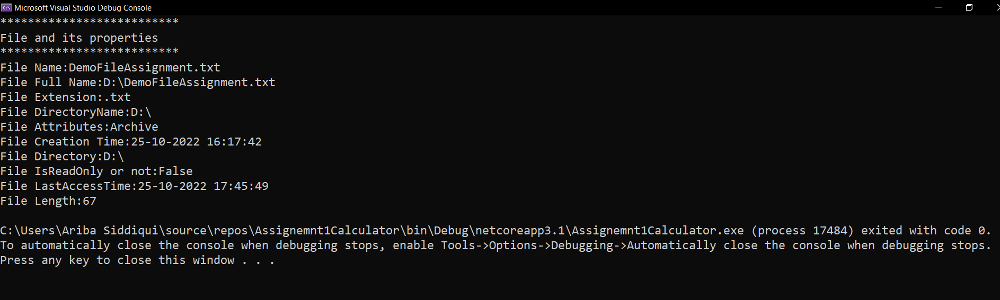 Microsoft Visual Studio Debug Console
**************************
File and its properties
**************************
File Name:DemoFileAssignment.txt
File Full Name:D:\DemoFileAssignment.txt
File Extension:.txt
File DirectoryName:D:\
File Attributes:Archive
File Creation Time:25-10-2022 16:17:42
File Directory:D:\
File IsReadOnly or not:False
File LastAccessTime:25-10-2022 17:45:49
File Length:67
C:\Users\Ariba Siddiqui\source\repos\Assignemnt1Calculator\bin\Debug\netcoreapp3.1\Assignemnt1Calculator.exe (process 17484) exited with code 0.
To automatically close the console when debugging stops, enable Tools->Options->Debugging->Automatically close the console when debugging stops.
Press any key to close this window . . .